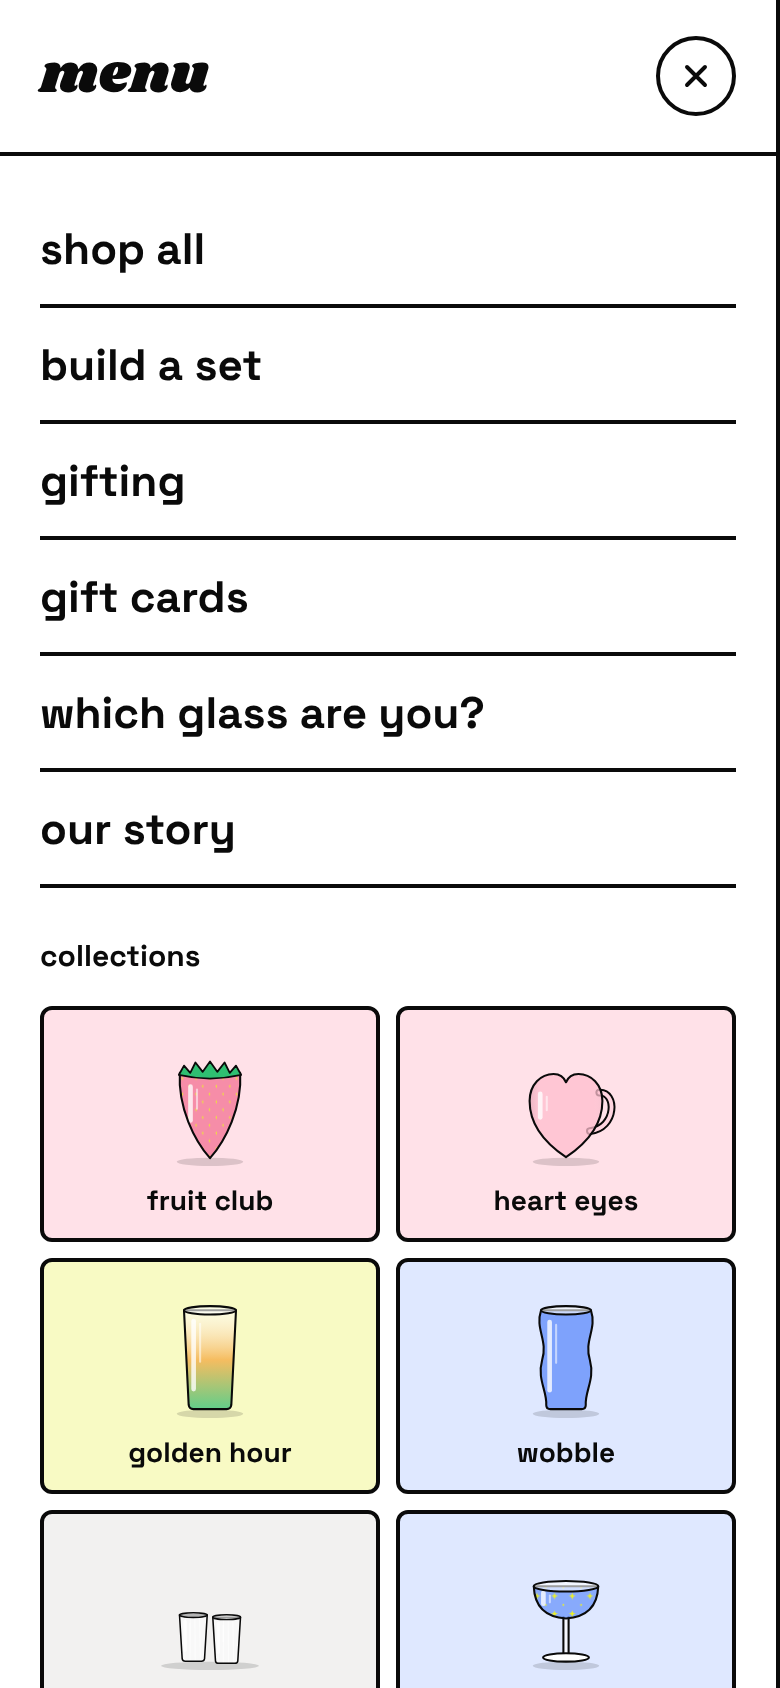 menu
shop all
build a set
gifting
gift cards
which glass are you?
our story
collections
fruit club
heart eyes
golden hour
wobble